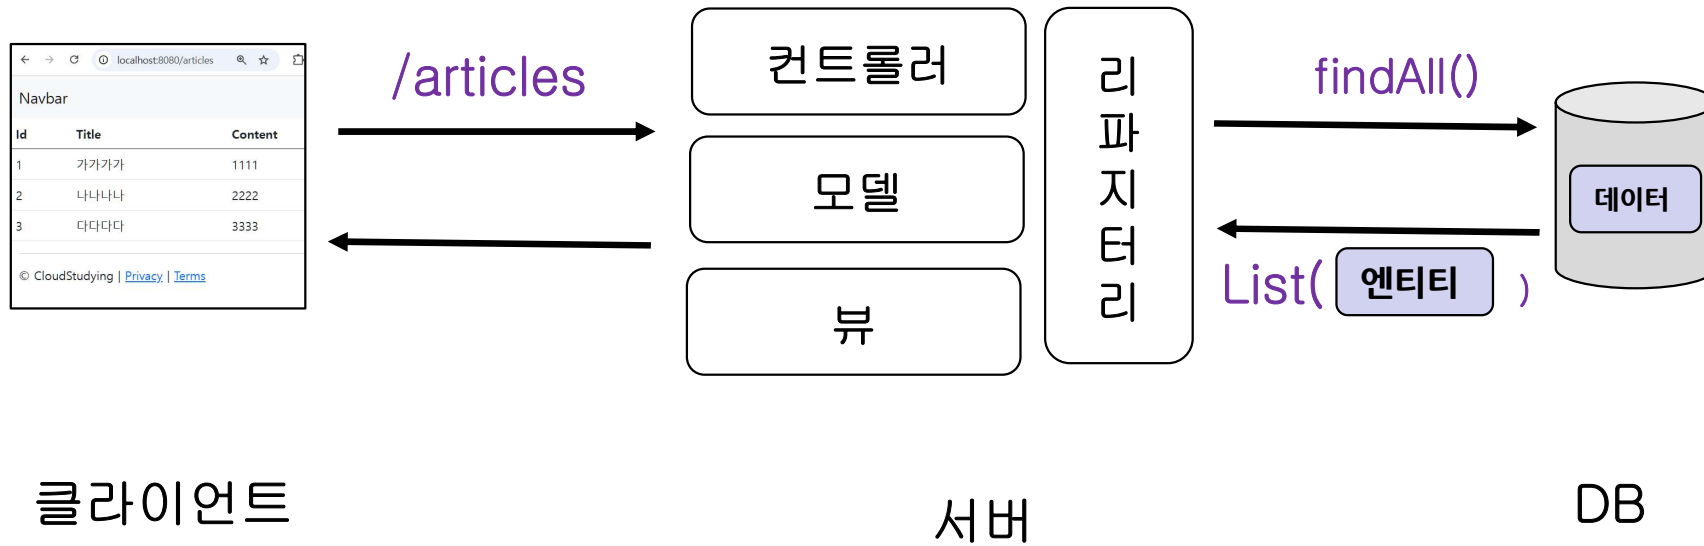 localhost:8080/articles
Navbar
Id Title Content
1 가가가가 1111
2 나나나나 2222
3 다다다다 3333
© CloudStudying | Privacy | Terms
/articles
컨트롤러
모델
뷰
리파지터리
findAll()
데이터
List( 엔티티 )
클라이언트
서버
DB